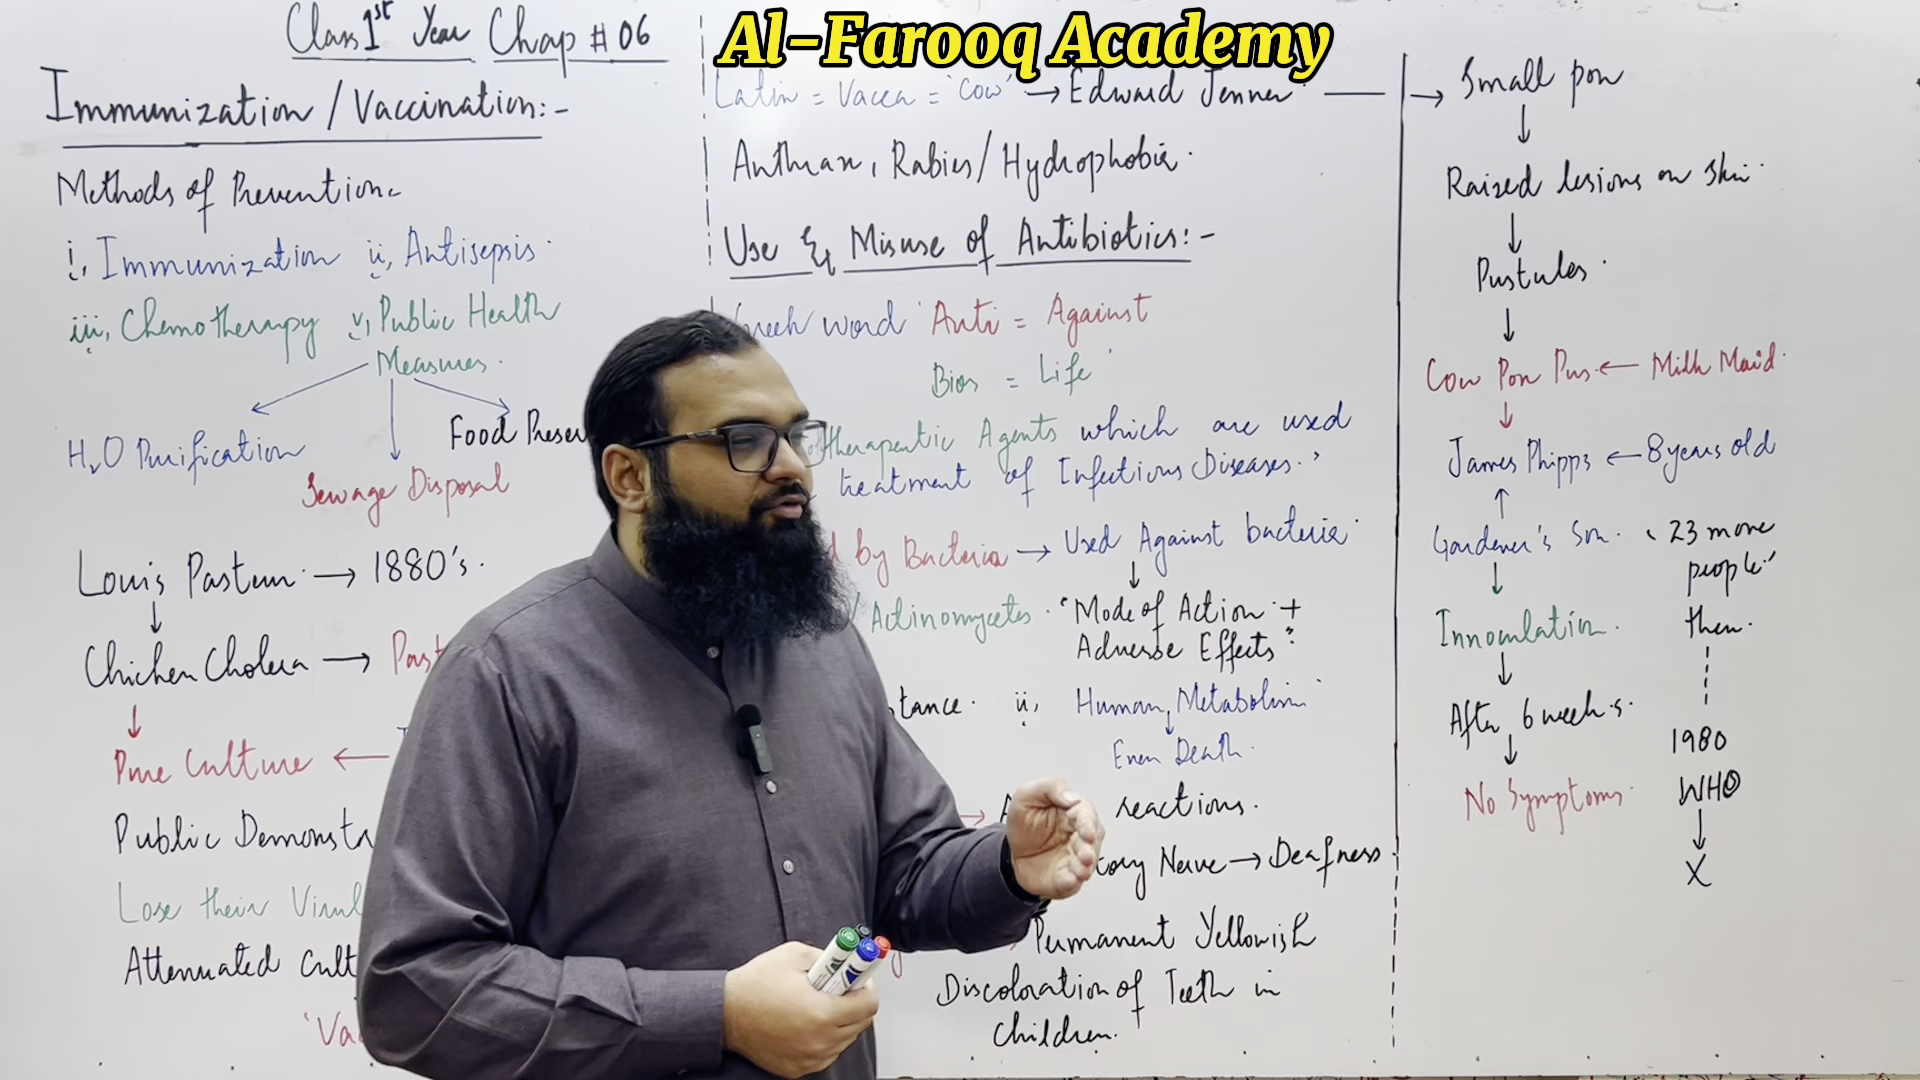 Al-Farooq Academy
Class 1st Year Chap # 06
Immunization / Vaccination:-
Methods of Prevention
i, Immunization ii, Antisepsis.
iii, Chemotherapy v, Public Health
Measures.
H2O Purification
Sewage Disposal
Food Preser
Louis Pasteur. → 1880's.
↓
Chicken Cholera → Past
↓
Pure Culture ←
Public Demonstr
Lose their Virul
Attenuated Cult
'Va
Latin = Vacca = 'Cow' → Edward Jenner → Small pox
Anthrax, Rabies / Hydrophobia.
Use & Misuse of Antibiotics:-
Greek word 'Anti = Against
Bios = Life'
therapeutic Agents which are used
treatment of Infectious Diseases."
d by Bacteria → Used Against bacteria.
↓
Actinomycetes. "Mode of Action. +
Adverse Effects"
stance. ii, Human, Metabolism
↓
Even Death.
→ A reactions.
tory Nerve → Deafness.
Permanent Yellowish
Discoloration of Teeth in
Children.
↓
Raized lesions on skin.
↓
Pustules.
↓
Cow Pox Pus. ← Milk Maid.
↓
James Phipps ← 8 years old
↑
Gardener's Son.
↓
Innoculation.
↓
After 6 weeks.
↓
No Symptoms.
"23 more
people"
then.
1980
WHO
↓
X